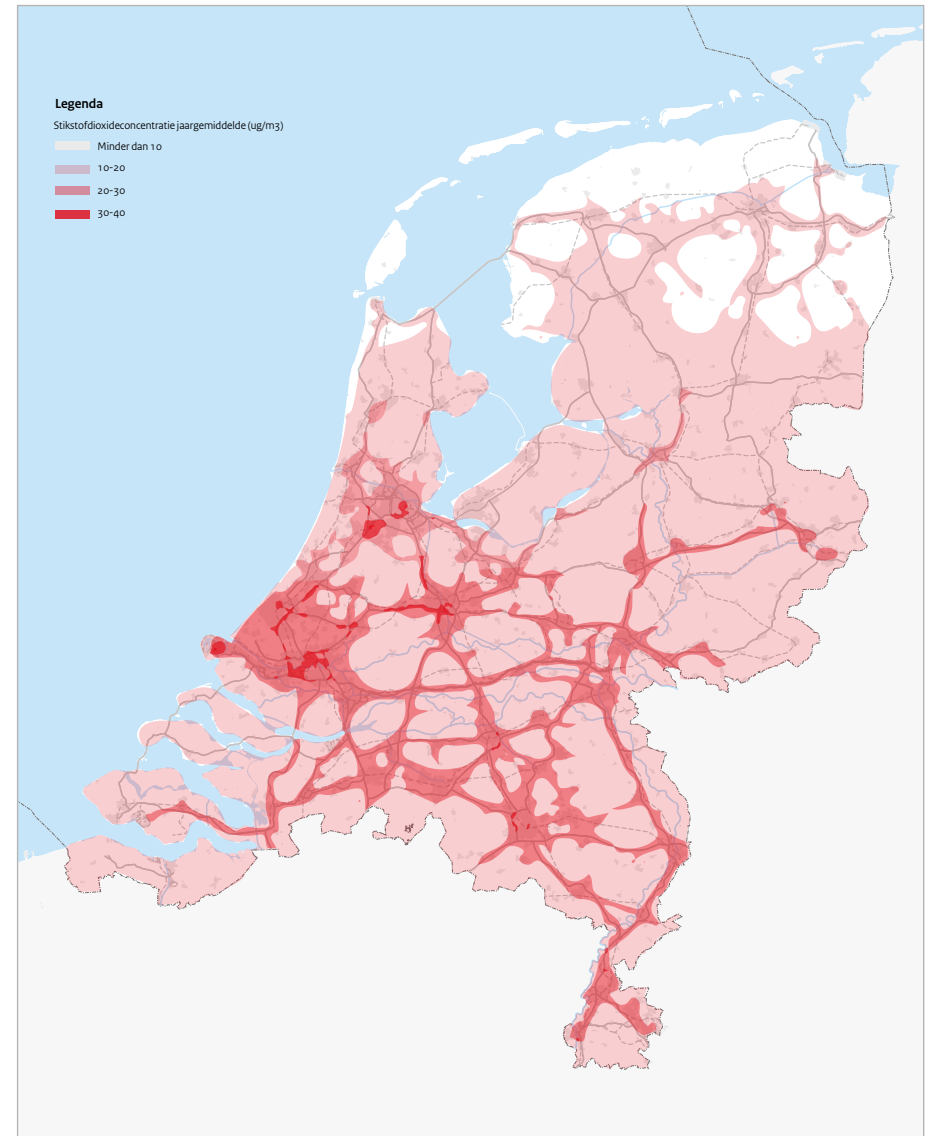 Legenda
Stikstofdioxideconcentratie jaargemiddelde (ug/m3)
Minder dan 10
10-20
20-30
30-40